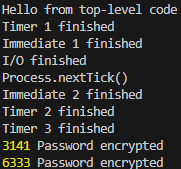 Hello from top-level code
Timer 1 finished
Immediate 1 finished
I/O finished
Process.nextTick()
Immediate 2 finished
Timer 2 finished
Timer 3 finished
3141 Password encrypted
6333 Password encrypted